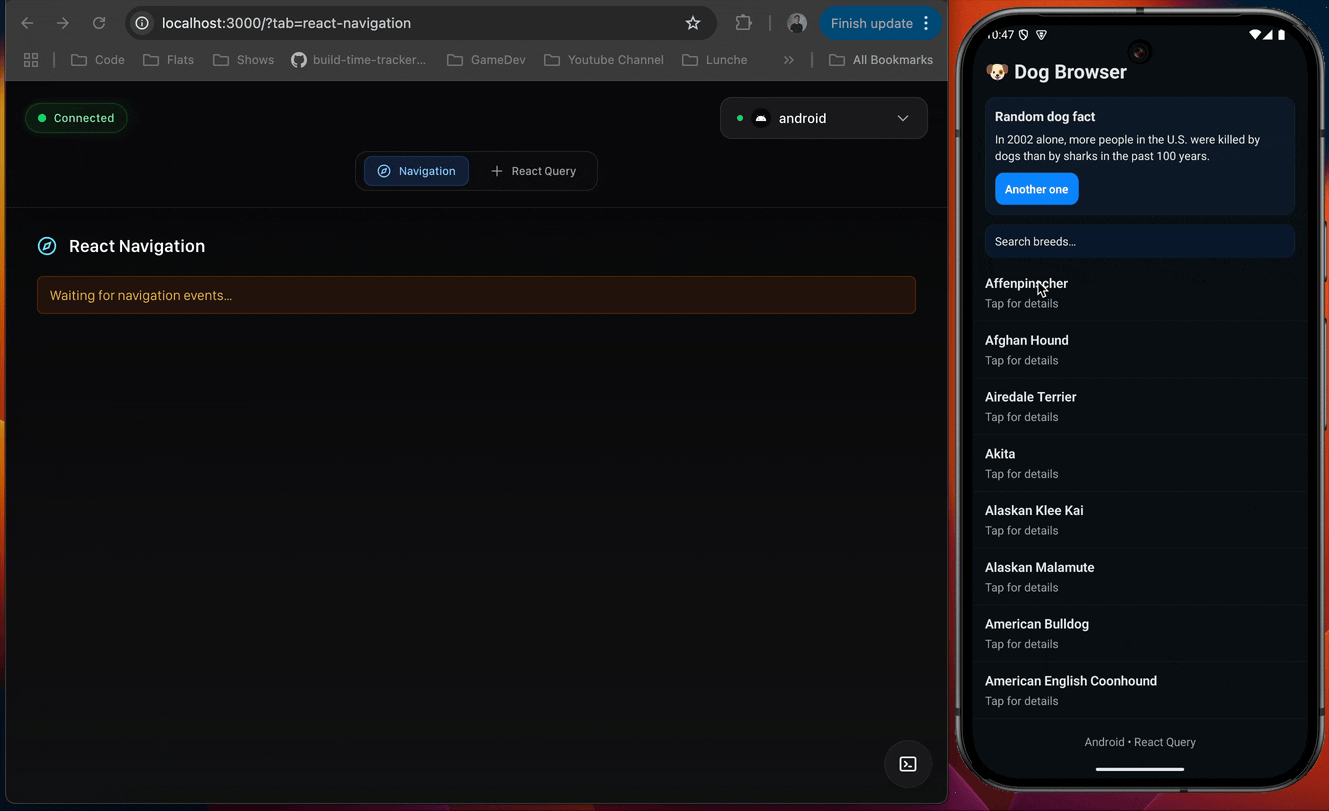 localhost:3000/?tab=react-navigation
Finish update
Code
Flats
Shows
build-time-tracker...
GameDev
Youtube Channel
Lunche
»
All Bookmarks
Connected
android
Navigation
React Query
React Navigation
Waiting for navigation events...
10:47
🐶 Dog Browser
Random dog fact
In 2002 alone, more people in the U.S. were killed by
dogs than by sharks in the past 100 years.
Another one
Search breeds...
Affenpinscher
Tap for details
Afghan Hound
Tap for details
Airedale Terrier
Tap for details
Akita
Tap for details
Alaskan Klee Kai
Tap for details
Alaskan Malamute
Tap for details
American Bulldog
Tap for details
American English Coonhound
Tap for details
Android • React Query